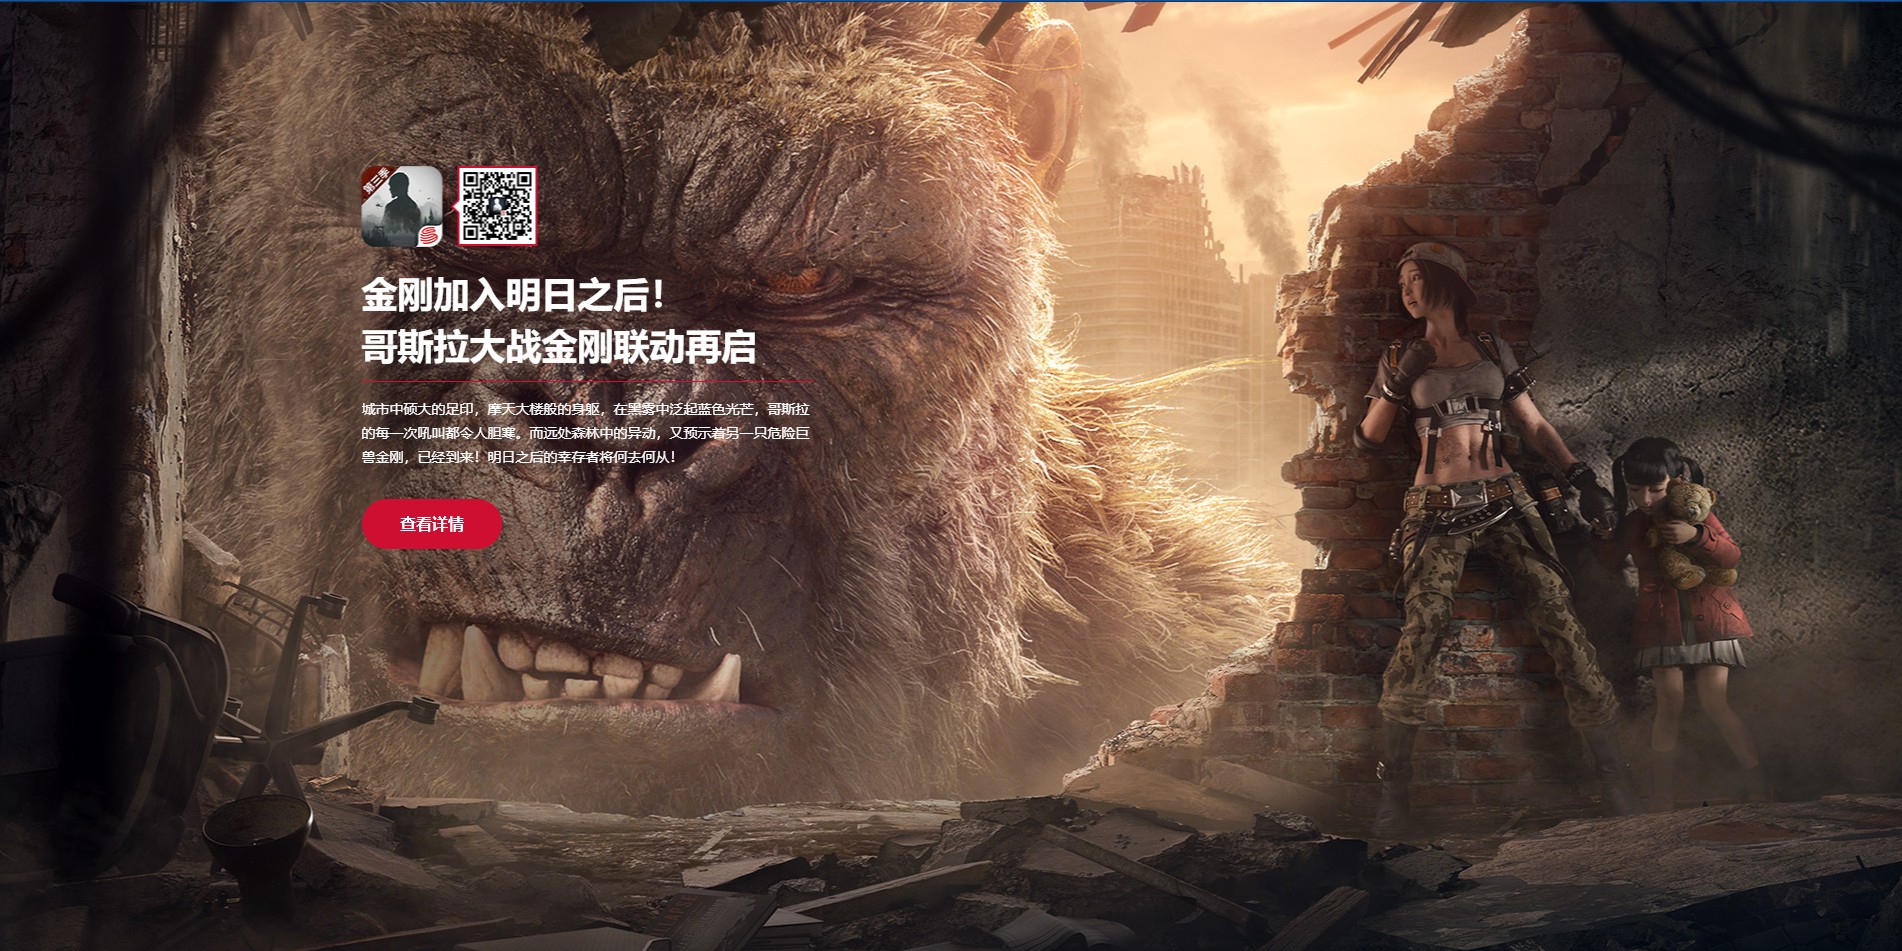 第三季
金刚加入明日之后！
哥斯拉大战金刚联动再启
城市中硕大的足印，摩天大楼般的身躯，在黑雾中泛起蓝色光芒，哥斯拉
的每一次吼叫都令人胆寒。而远处森林中的异动，又预示着另一只危险巨
兽金刚，已经到来！明日之后的幸存者将何去何从！
查看详情